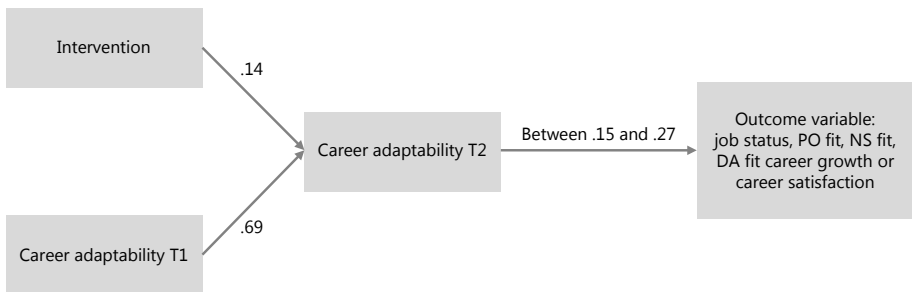 Intervention
.14
Career adaptability T2
Between .15 and .27
Outcome variable:
job status, PO fit, NS fit,
DA fit career growth or
career satisfaction
.69
Career adaptability T1